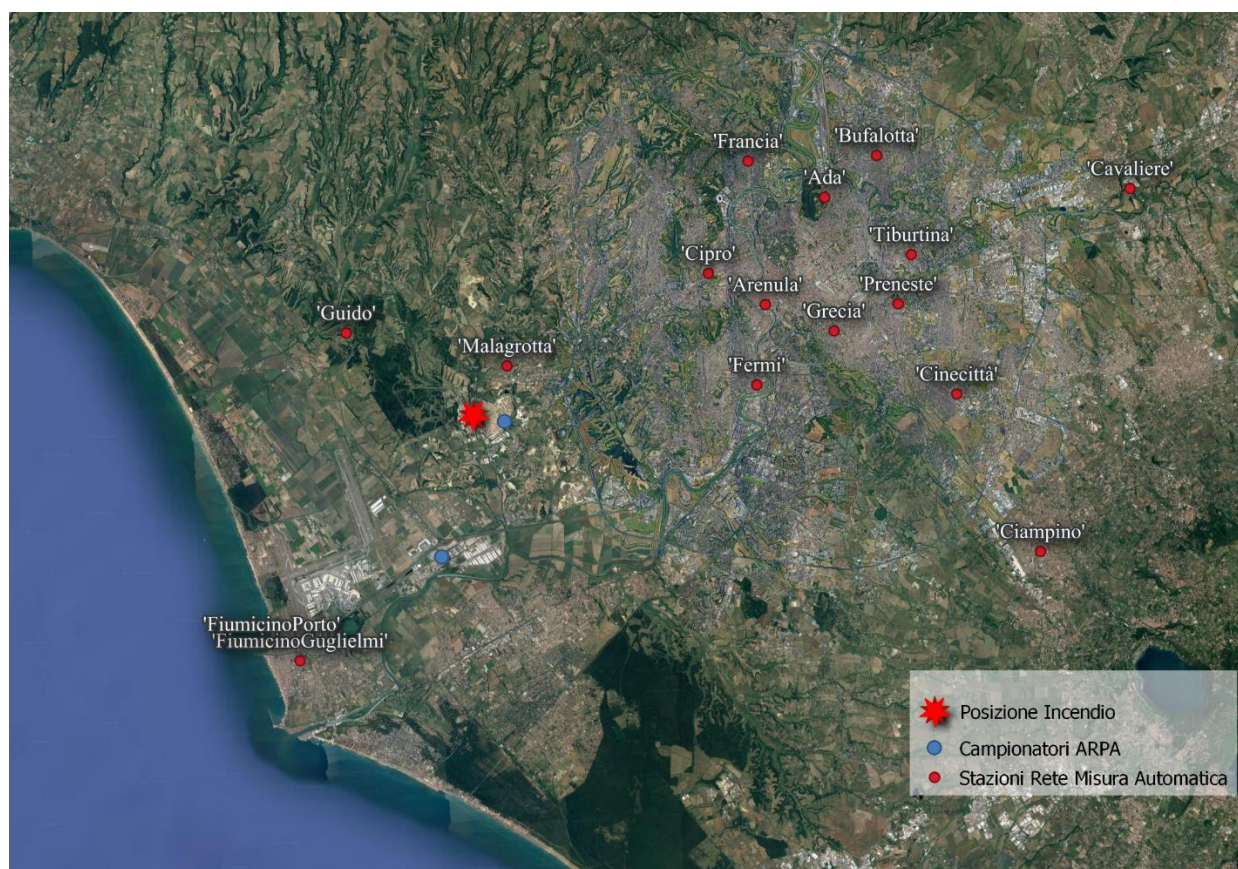 'Francia'
'Bufalotta'
'Ada'
'Cavaliere'
'Tiburtina'
'Cipro'
'Arenula'
'Preneste'
'Guido'
'Grecia'
'Malagrotta'
'Fermi'
'Cinecittà'
'Ciampino'
'FiumicinoPorto'
'FiumicinoGuglielmi'
Posizione Incendio
Campionatori ARPA
Stazioni Rete Misura Automatica